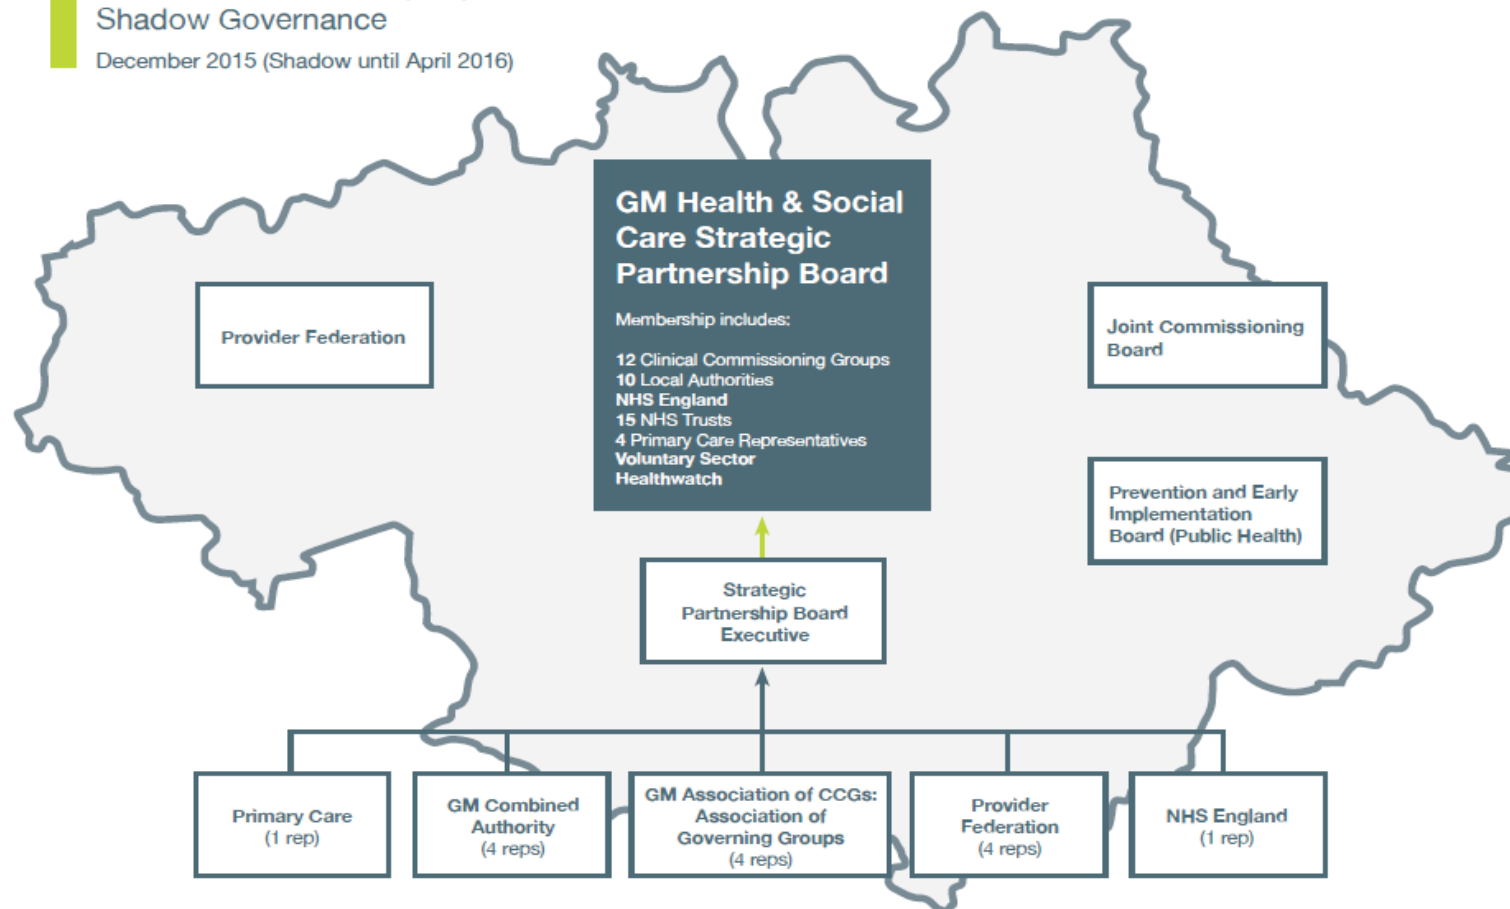 Shadow Governance
December 2015 (Shadow until April 2016)
GM Health & Social
Care Strategic
Partnership Board
Membership includes:
12 Clinical Commissioning Groups
10 Local Authorities
NHS England
15 NHS Trusts
4 Primary Care Representatives
Voluntary Sector
Healthwatch
Provider Federation
Joint Commissioning
Board
Prevention and Early
Implementation
Board (Public Health)
Strategic
Partnership Board
Executive
Primary Care
(1 rep)
GM Combined
Authority
(4 reps)
GM Association of CCGs:
Association of
Governing Groups
(4 reps)
Provider
Federation
(4 reps)
NHS England
(1 rep)